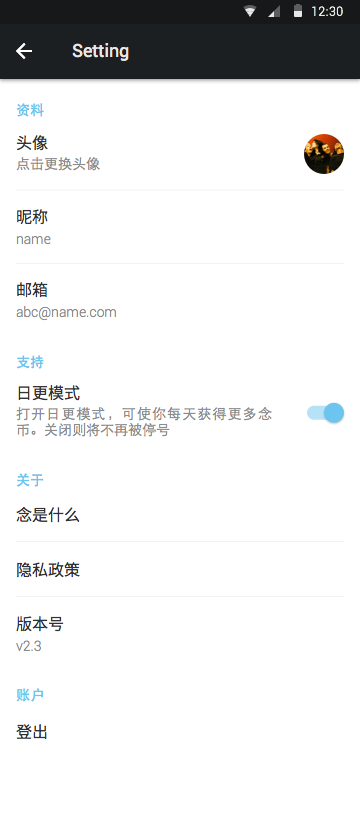 12:30
Setting
资料
头像
点击更换头像
昵称
name
邮箱
abc@name.com
支持
日更模式
打开日更模式，可使你每天获得更多念
币。关闭则将不再被停号
关于
念是什么
隐私政策
版本号
v2.3
账户
登出